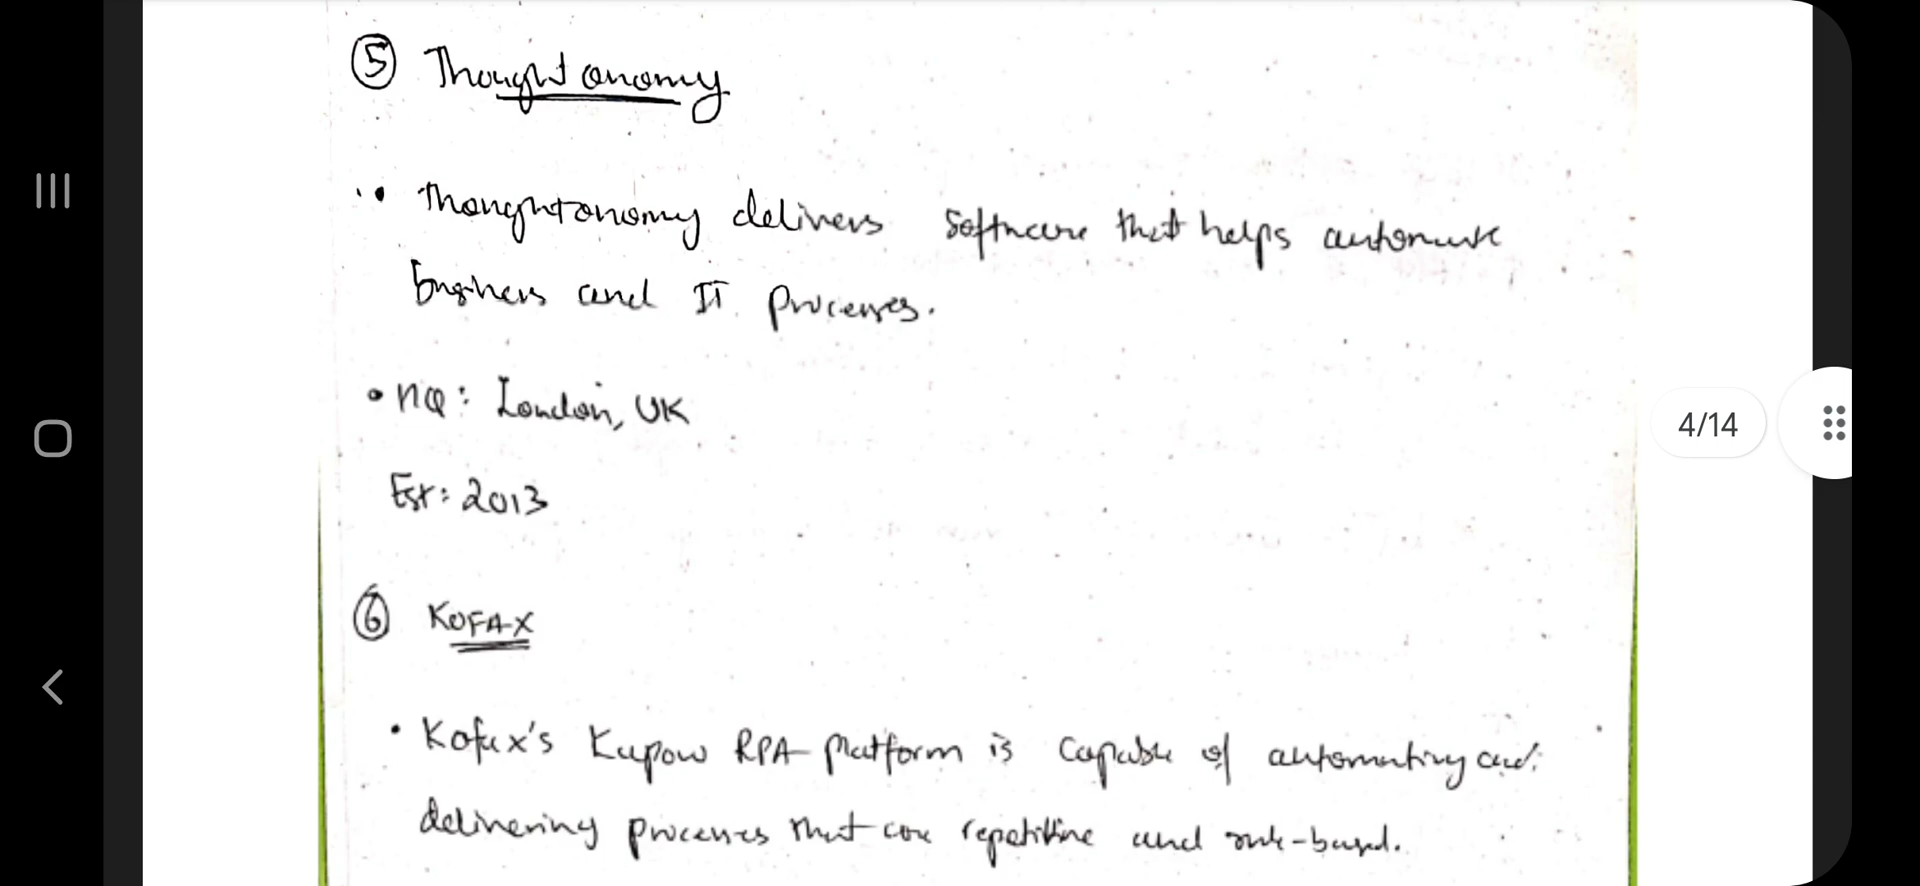 ⑤ Thoughtonomy
• Thoughtonomy delivers software that helps automate
Business and IT processes.
• HQ: London, UK
Est: 2013
4/14
⑥ KOFAX
• Kofax's Kapow RPA platform is capable of automating and
delivering processes that are repetitive and rule-based.